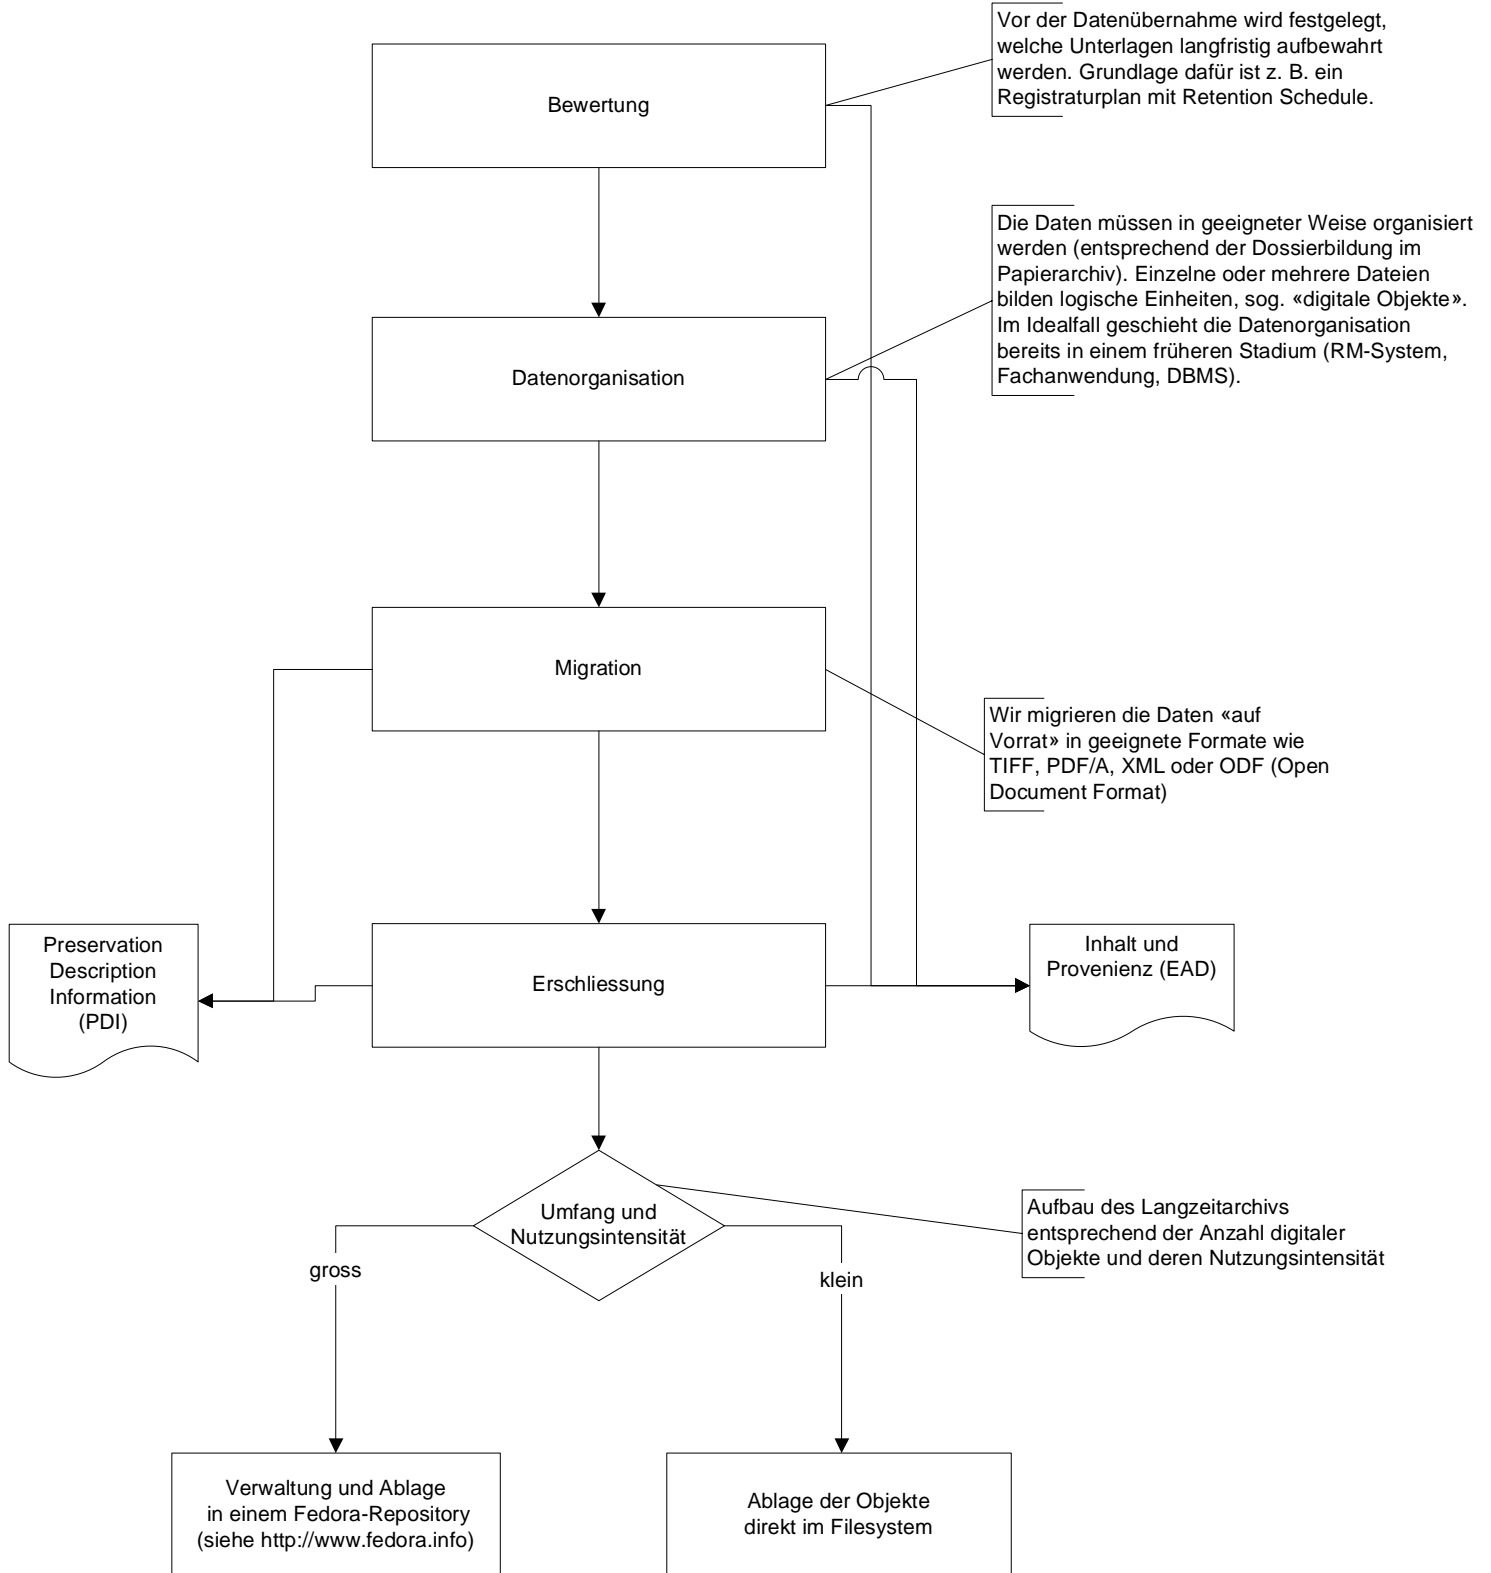 Vor der Datenübernahme wird festgelegt,
welche Unterlagen langfristig aufbewahrt
werden. Grundlage dafür ist z. B. ein
Registraturplan mit Retention Schedule.
Bewertung
Die Daten müssen in geeigneter Weise organisiert
werden (entsprechend der Dossierbildung im
Papierarchiv). Einzelne oder mehrere Dateien
bilden logische Einheiten, sog. «digitale Objekte».
Im Idealfall geschieht die Datenorganisation
bereits in einem früheren Stadium (RM-System,
Fachanwendung, DBMS).
Datenorganisation
Migration
Wir migrieren die Daten «auf
Vorrat» in geeignete Formate wie
TIFF, PDF/A, XML oder ODF (Open
Document Format)
Preservation
Description
Information
(PDI)
Erschliessung
Inhalt und
Provenienz (EAD)
Umfang und
Nutzungsintensität
Aufbau des Langzeitarchivs
entsprechend der Anzahl digitaler
Objekte und deren Nutzungsintensität
gross
klein
Verwaltung und Ablage
in einem Fedora-Repository
(siehe http://www.fedora.info)
Ablage der Objekte
direkt im Filesystem